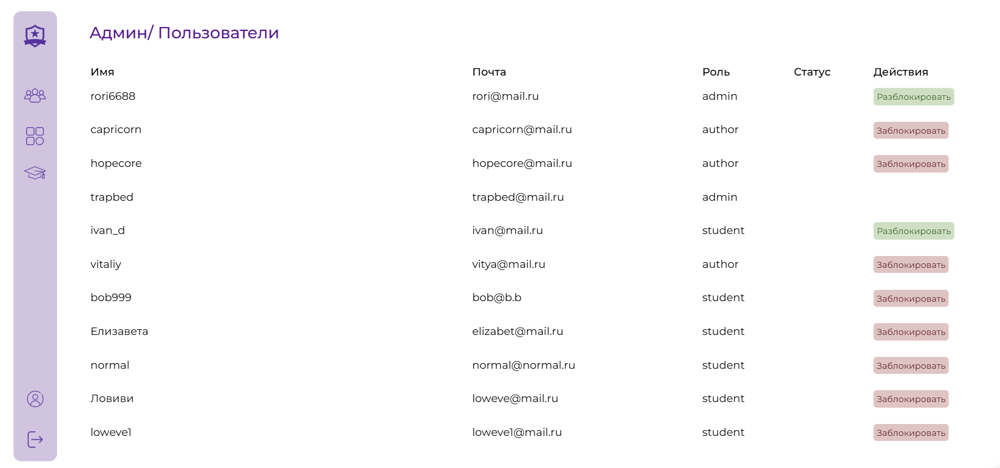 Админ/ Пользователи
Имя Почта Роль Статус Действия
rori6688 rori@mail.ru admin Разблокировать
capricorn capricorn@mail.ru author Заблокировать
hopecore hopecore@mail.ru author Заблокировать
trapbed trapbed@mail.ru admin
ivan_d ivan@mail.ru student Разблокировать
vitaliy vitya@mail.ru author Заблокировать
bob999 bob@b.b student Заблокировать
Елизавета elizabet@mail.ru student Заблокировать
normal normal@normal.ru student Заблокировать
Ловиви loweve@mail.ru student Заблокировать
loweve1 loweve1@mail.ru student Заблокировать